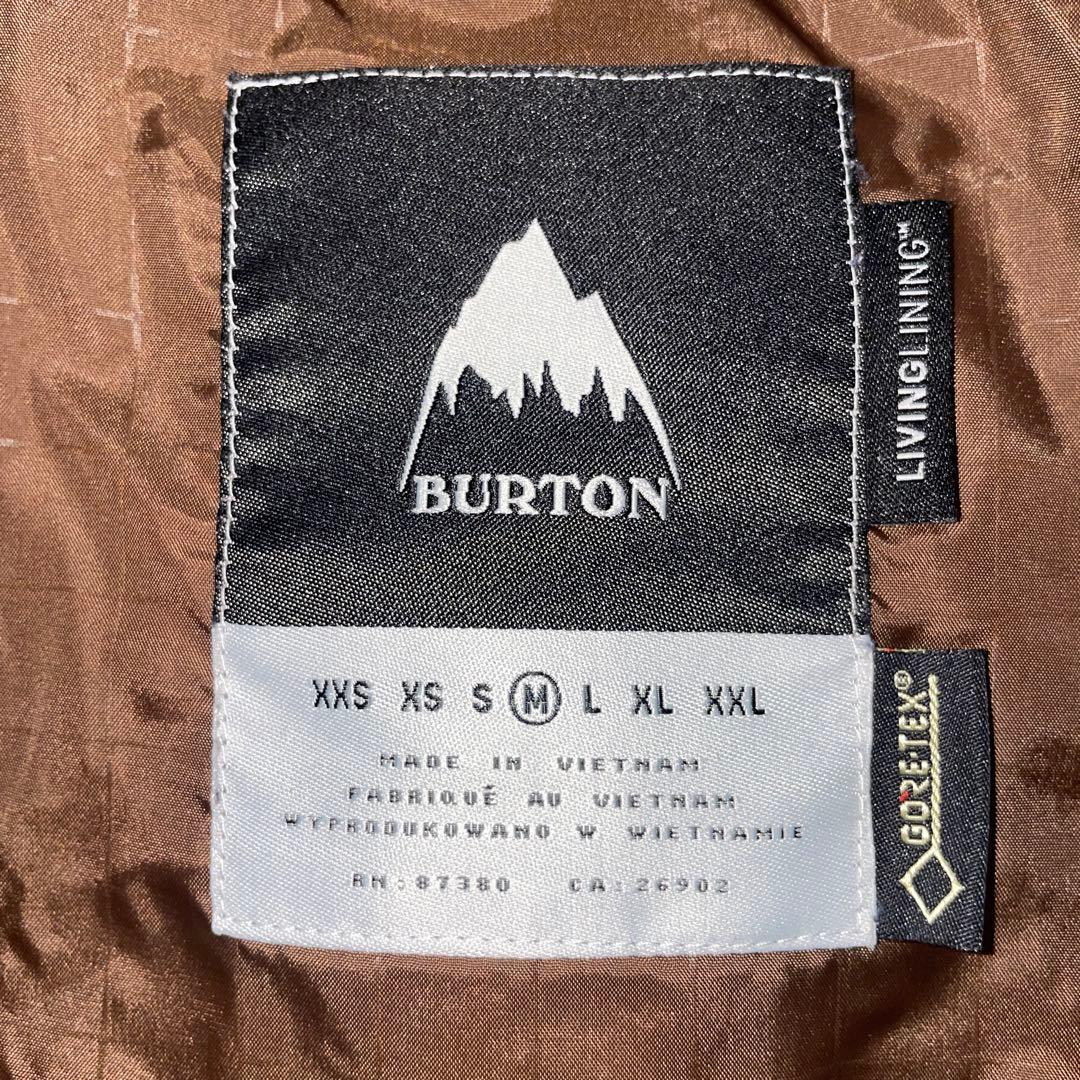 BURTON
LIVINGLINING™
XXS XS S M L XL XXL
MADE IN VIETNAM
FABRIQUÉ AU VIETNAM
WYPRODUKOWANO W WIETNAMIE
RN: 87380 CA: 26902
GORE-TEX®